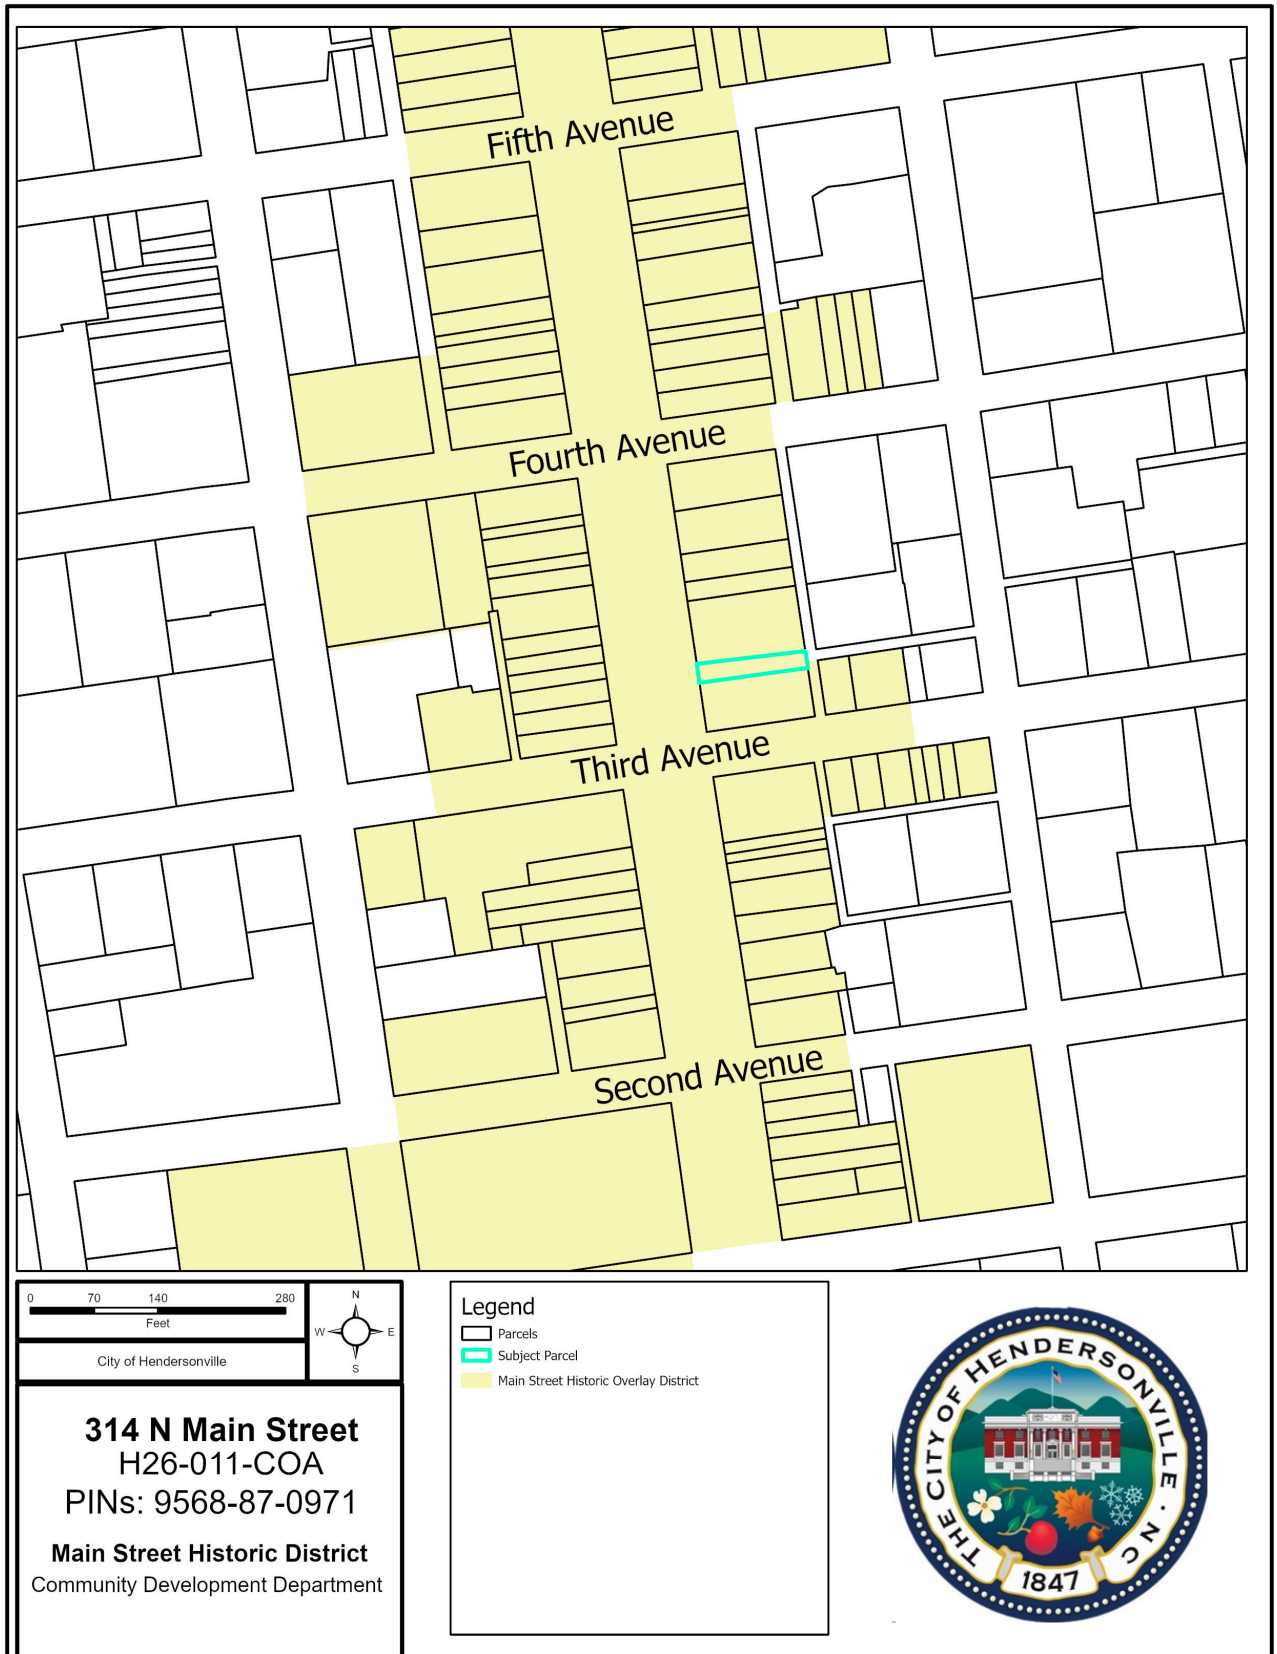 Fifth Avenue
Fourth Avenue
Third Avenue
Second Avenue
0 70 140 280
Feet
City of Hendersonville
N
W E
S
314 N Main Street
H26-011-COA
PINs: 9568-87-0971
Main Street Historic District
Community Development Department
Legend
Parcels
Subject Parcel
Main Street Historic Overlay District
THE CITY OF HENDERSONVILLE · NC
1847